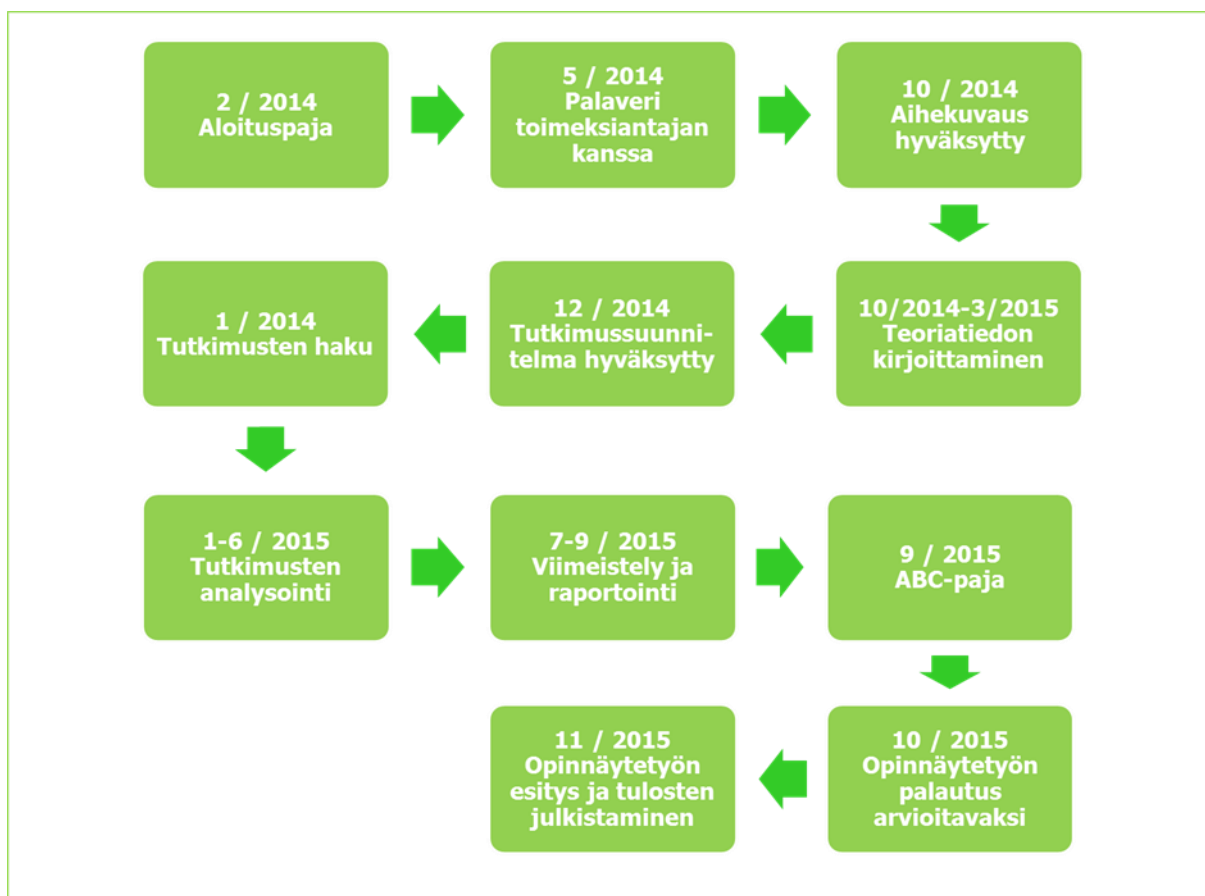 2 / 2014
Aloituspaja
5 / 2014
Palaveri
toimeksiantajan
kanssa
10 / 2014
Aihekuvaus
hyväksytty
10/2014-3/2015
Teoriatiedon
kirjoittaminen
12 / 2014
Tutkimussuunni-
telma hyväksytty
1 / 2014
Tutkimusten haku
1-6 / 2015
Tutkimusten
analysointi
7-9 / 2015
Viimeistely ja
raportointi
9 / 2015
ABC-paja
10 / 2015
Opinnäytetyön
palautus
arvioitavaksi
11 / 2015
Opinnäytetyön
esitys ja tulosten
julkistaminen